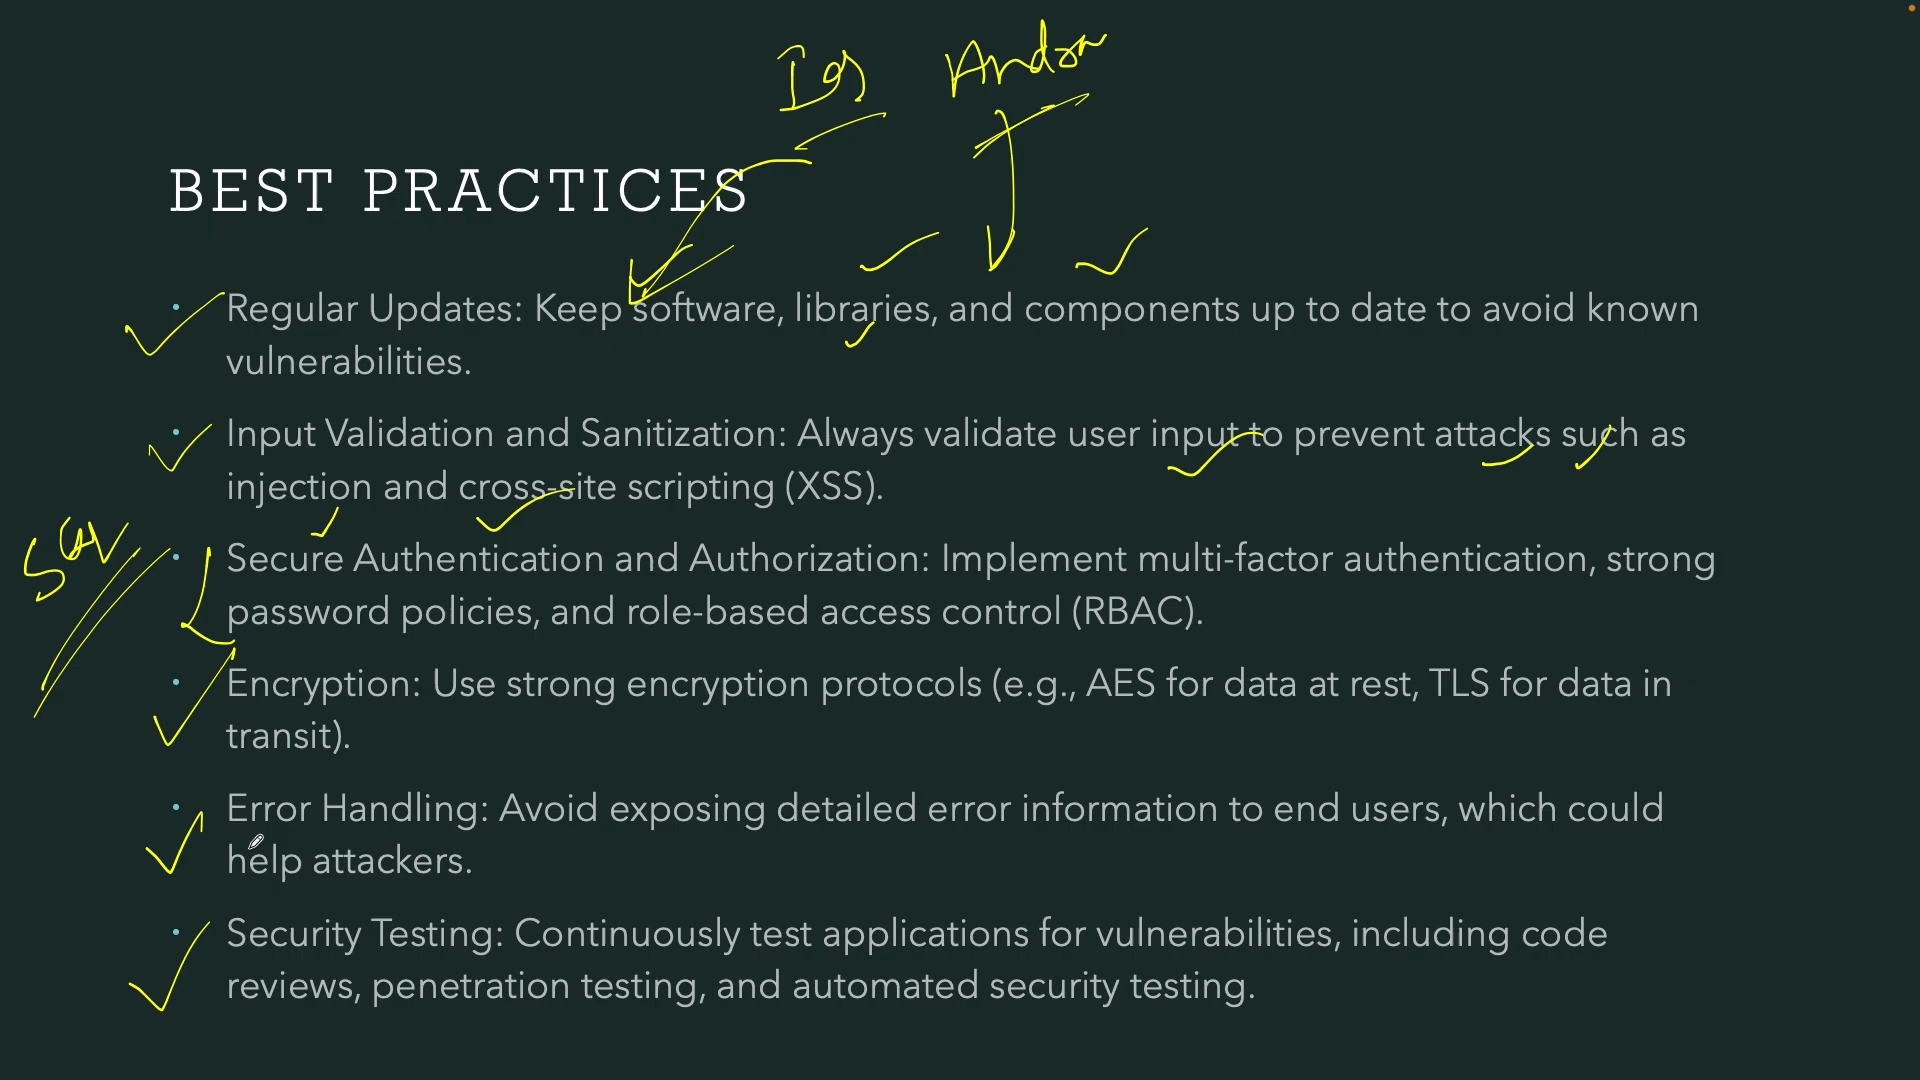 BEST PRACTICES
• Regular Updates: Keep software, libraries, and components up to date to avoid known
vulnerabilities.
• Input Validation and Sanitization: Always validate user input to prevent attacks such as
injection and cross-site scripting (XSS).
• Secure Authentication and Authorization: Implement multi-factor authentication, strong
password policies, and role-based access control (RBAC).
• Encryption: Use strong encryption protocols (e.g., AES for data at rest, TLS for data in
transit).
• Error Handling: Avoid exposing detailed error information to end users, which could
help attackers.
• Security Testing: Continuously test applications for vulnerabilities, including code
reviews, penetration testing, and automated security testing.